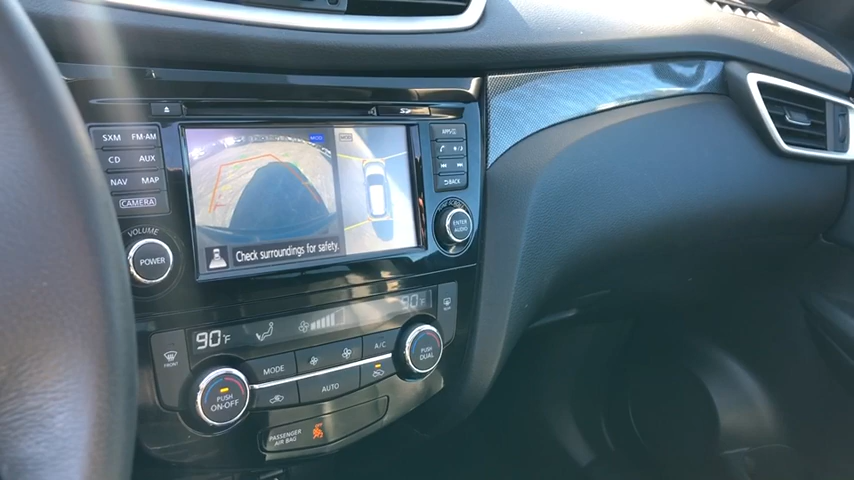 SXM FM·AM
CD AUX
NAV MAP
CAMERA
VOLUME
POWER
Check surroundings for safety.
APPS
BACK
ENTER
AUDIO
90°F
90°F
FRONT
MODE
A/C
AUTO
PUSH
ON·OFF
PUSH
DUAL
PASSENGER
AIR BAG